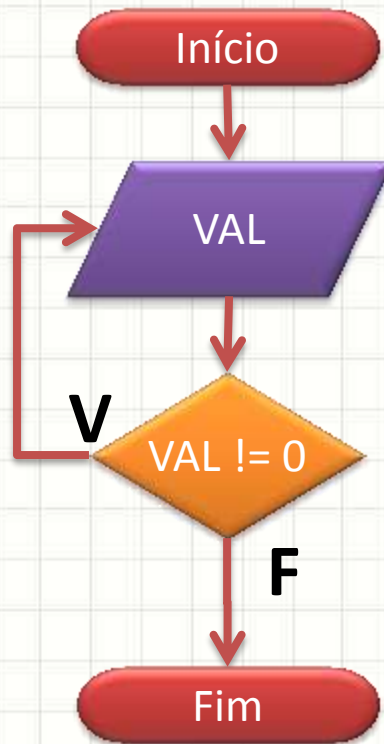 Início
VAL
V
VAL != 0
F
Fim